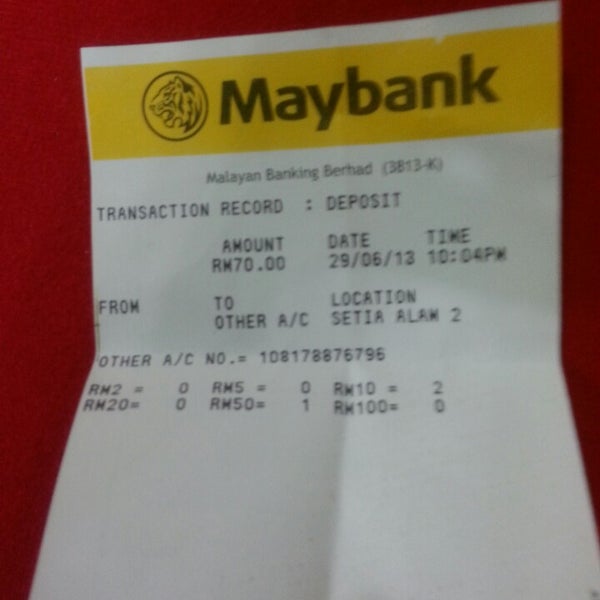 Maybank
Malayan Banking Berhad (3813-K)
TRANSACTION RECORD : DEPOSIT
AMOUNT DATE TIME
RM70.00 29/06/13 10:04PM
FROM TO LOCATION
OTHER A/C SETIA ALAM 2
OTHER A/C NO.= 108178876796
RM2 = 0 RM5 = 0 RM10 = 2
RM20= 0 RM50= 1 RM100= 0